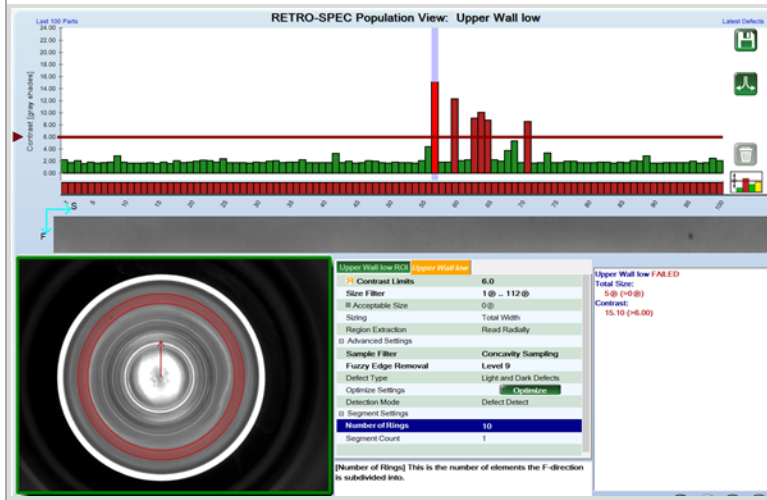 RETRO-SPEC Population View: Upper Wall low
Last 100 Parts
Latest Defects
Contrast [gray shades]
24.00
22.00
20.00
18.00
16.00
14.00
12.00
10.00
8.00
6.00
4.00
2.00
0.00
1 5 10 15 20 25 30 35 40 45 50 55 60 65 70 75 80 85 90 95 100
S
F
Upper Wall low ROI Upper Wall low
Contrast Limits 6.0
Size Filter 1 .. 112
Acceptable Size 0
Sizing Total Width
Region Extraction Read Radially
Advanced Settings
Sample Filter Concavity Sampling
Fuzzy Edge Removal Level 9
Defect Type Light and Dark Defects
Optimize Settings Optimize
Detection Mode Defect Detect
Segment Settings
Number of Rings 10
Segment Count 1
[Number of Rings] This is the number of elements the F-direction
is subdivided into.
Upper Wall low FAILED
Total Size:
5 (>0)
Contrast:
15.10 (>6.00)